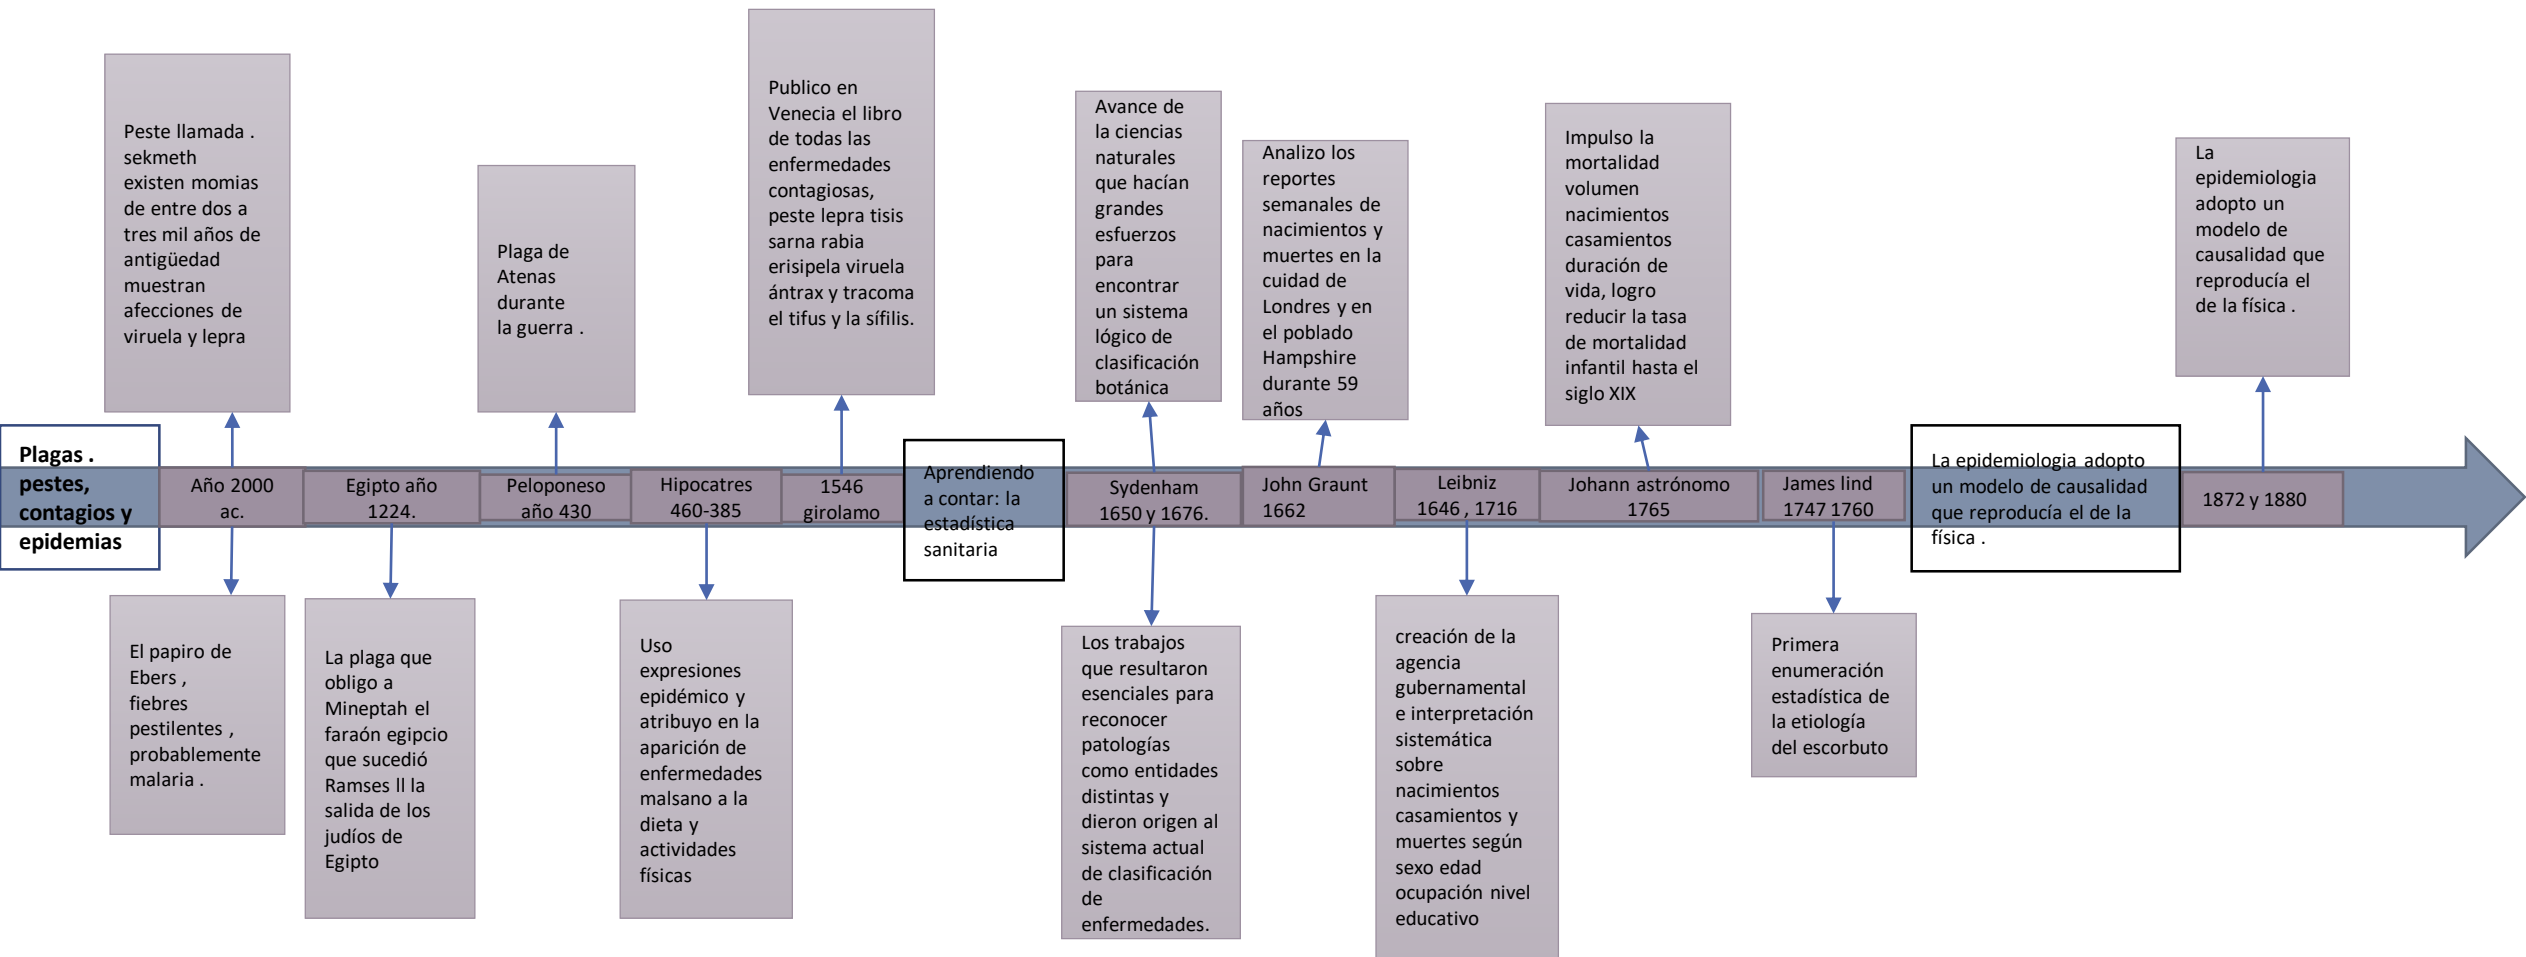 Plagas .
pestes,
contagios y
epidemias
Año 2000
ac.
Peste llamada .
sekmeth
existen momias
de entre dos a
tres mil años de
antigüedad
muestran
afecciones de
viruela y lepra
El papiro de
Ebers ,
fiebres
pestilentes ,
probablemente
malaria .
Egipto año
1224.
La plaga que
obligo a
Mineptah el
faraón egipcio
que sucedió
Ramses ll la
salida de los
judíos de
Egipto
Peloponeso
año 430
Plaga de
Atenas
durante
la guerra .
Hipocatres
460-385
Uso
expresiones
epidémico y
atribuyo en la
aparición de
enfermedades
malsano a la
dieta y
actividades
físicas
1546
girolamo
Publico en
Venecia el libro
de todas las
enfermedades
contagiosas,
peste lepra tisis
sarna rabia
erisipela viruela
ántrax y tracoma
el tifus y la sífilis.
Aprendiendo
a contar: la
estadística
sanitaria
Sydenham
1650 y 1676.
Avance de
la ciencias
naturales
que hacían
grandes
esfuerzos
para
encontrar
un sistema
lógico de
clasificación
botánica
Los trabajos
que resultaron
esenciales para
reconocer
patologías
como entidades
distintas y
dieron origen al
sistema actual
de clasificación
de
enfermedades.
John Graunt
1662
Analizo los
reportes
semanales de
nacimientos y
muertes en la
cuidad de
Londres y en
el poblado
Hampshire
durante 59
años
Leibniz
1646 , 1716
creación de la
agencia
gubernamental
e interpretación
sistemática
sobre
nacimientos
casamientos y
muertes según
sexo edad
ocupación nivel
educativo
Johann astrónomo
1765
Impulso la
mortalidad
volumen
nacimientos
casamientos
duración de
vida, logro
reducir la tasa
de mortalidad
infantil hasta el
siglo XIX
James lind
1747 1760
Primera
enumeración
estadística de
la etiología
del escorbuto
La epidemiologia adopto
un modelo de causalidad
que reproducía el de la
física .
1872 y 1880
La
epidemiologia
adopto un
modelo de
causalidad que
reproducía el
de la física .